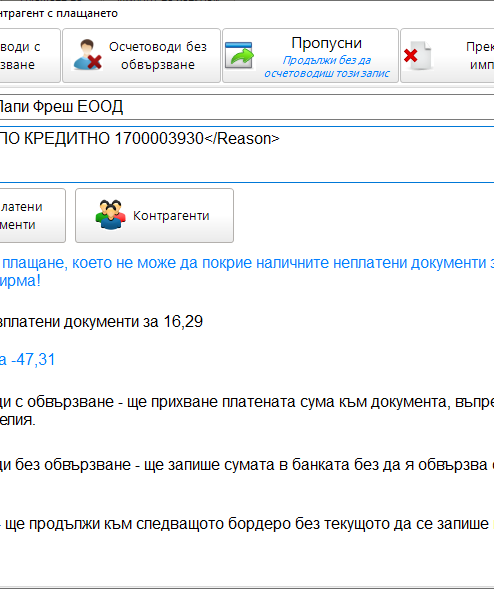 нтрагент с плащането
води с
зване
Осчетоводи без
обвързване
Пропусни
Продължи без да
осчетоводиш този запис
Прек
имп
Папи Фреш ЕООД
ПО КРЕДИТНО 1700003930</Reason>
латени
менти
Контрагенти
плащане, което не може да покрие наличните неплатени документи з
ирма!
зплатени документи за 16,29
а -47,31
ди с обвързване - ще прихване платената сума към документа, въпре
елия.
ди без обвързване - ще запише сумата в банката без да я обвързва
- ще продължи към следващото бордеро без текущото да се запише